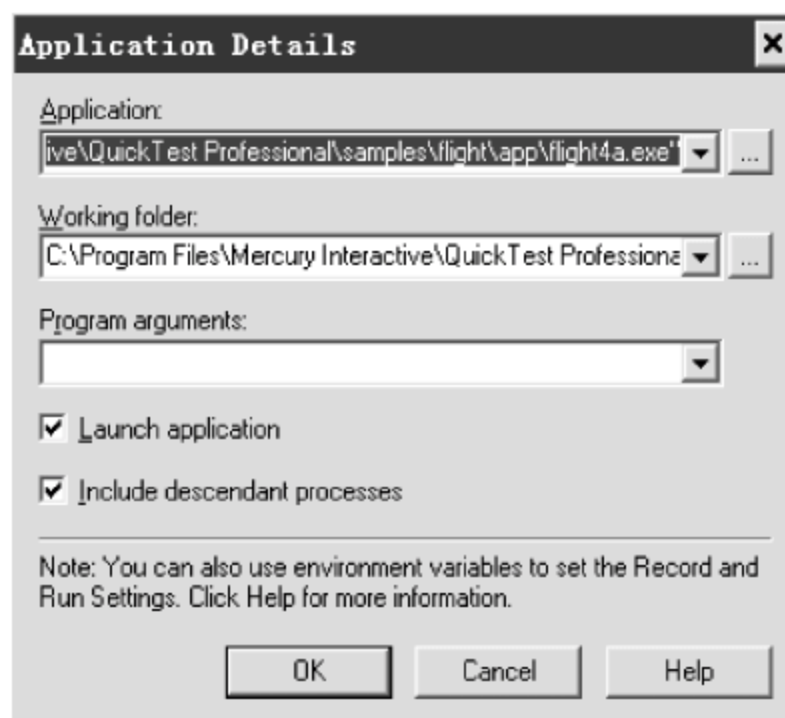 Application Details
Application:
ive\QuickTest Professional\samples\flight\app\flight4a.exe"
...
Working folder:
C:\Program Files\Mercury Interactive\QuickTest Professiona
...
Program arguments:
Launch application
Include descendant processes
Note: You can also use environment variables to set the Record and
Run Settings. Click Help for more information.
OK Cancel Help